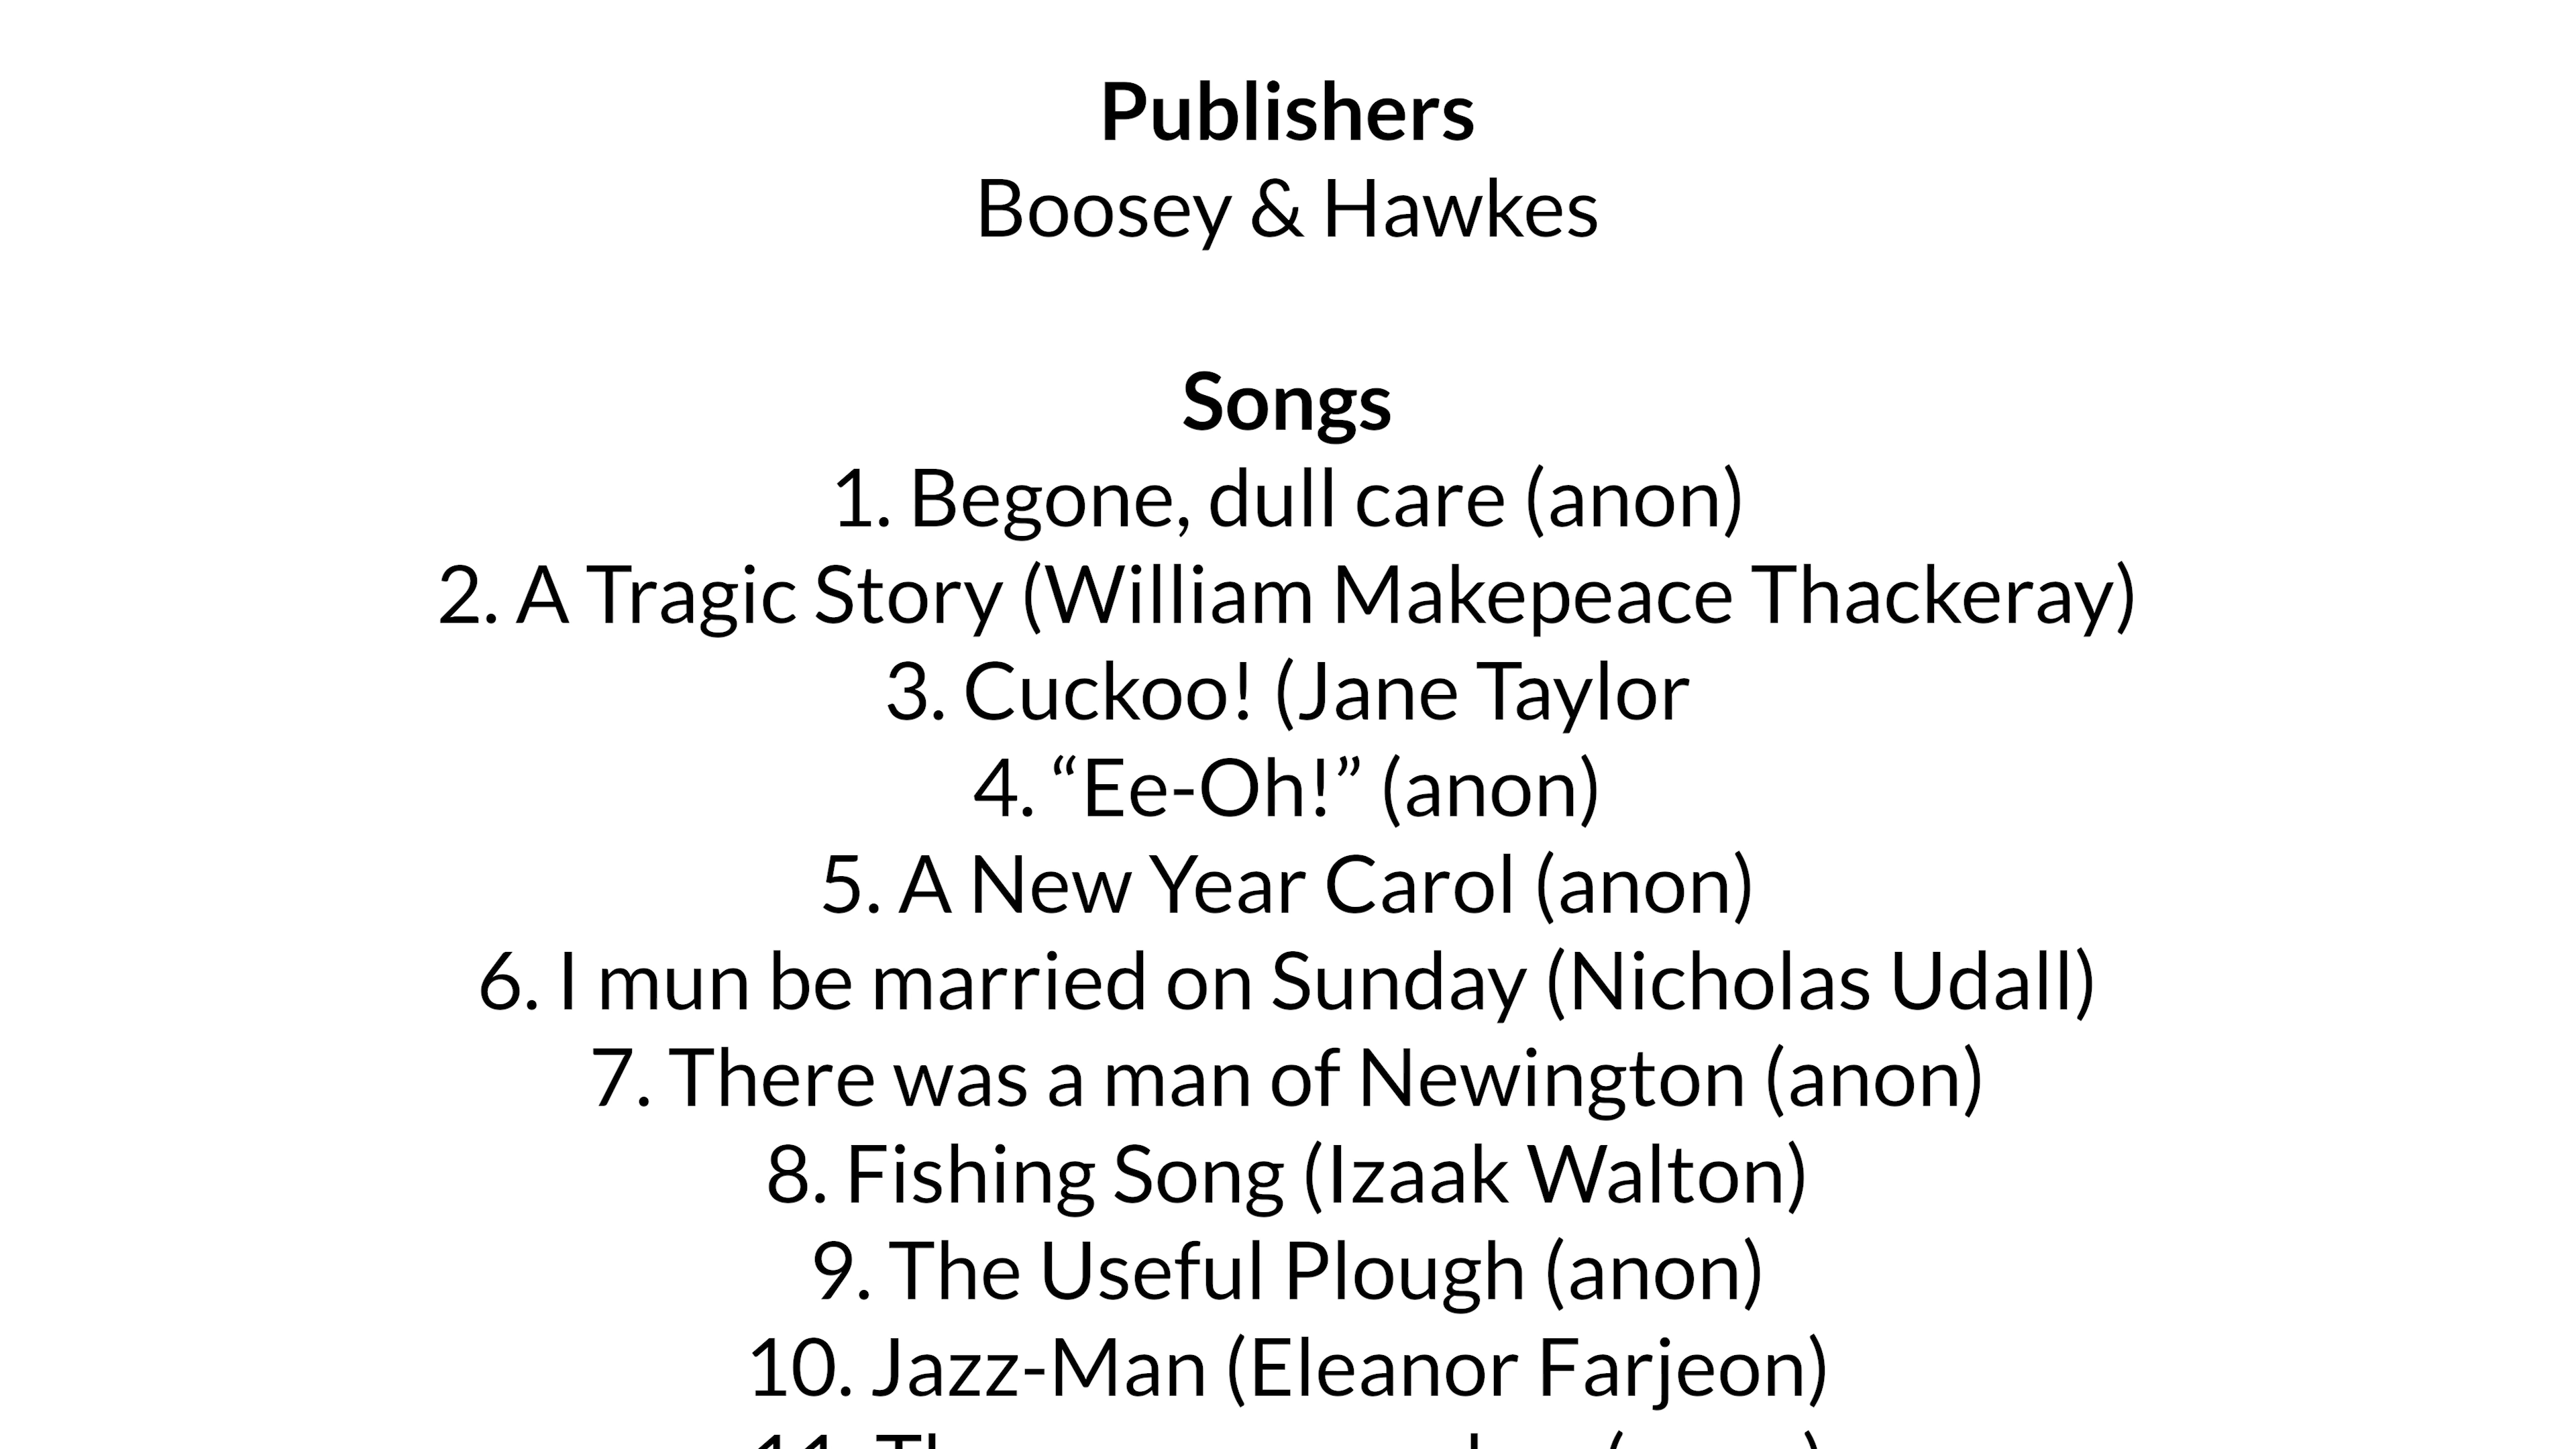 Publishers
Boosey & Hawkes
Songs
1. Begone, dull care (anon)
2. A Tragic Story (William Makepeace Thackeray)
3. Cuckoo! (Jane Taylor
4. “Ee-Oh!” (anon)
5. A New Year Carol (anon)
6. I mun be married on Sunday (Nicholas Udall)
7. There was a man of Newington (anon)
8. Fishing Song (Izaak Walton)
9. The Useful Plough (anon)
10. Jazz-Man (Eleanor Farjeon)
11.